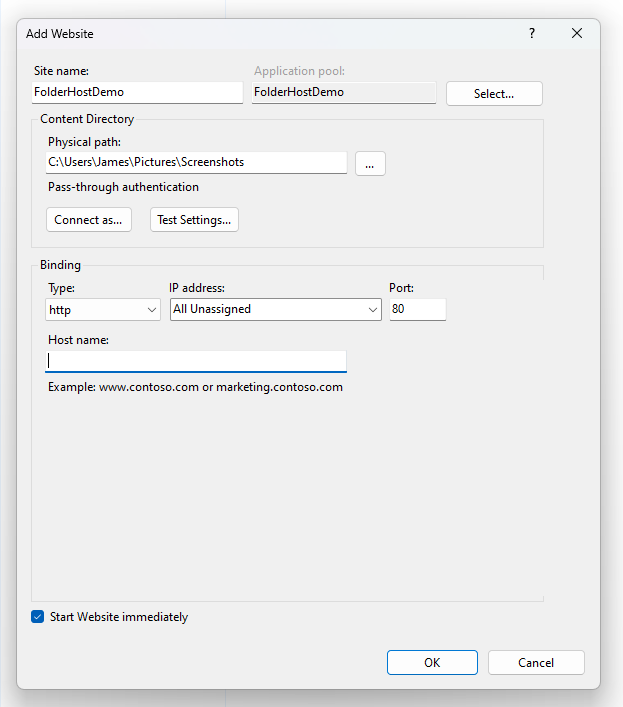 Add Website
?
Site name:
Application pool:
FolderHostDemo
FolderHostDemo
Select...
Content Directory
Physical path:
C:\Users\James\Pictures\Screenshots
...
Pass-through authentication
Connect as...
Test Settings...
Binding
Type:
IP address:
Port:
http
All Unassigned
80
Host name:
Example: www.contoso.com or marketing.contoso.com
Start Website immediately
OK
Cancel